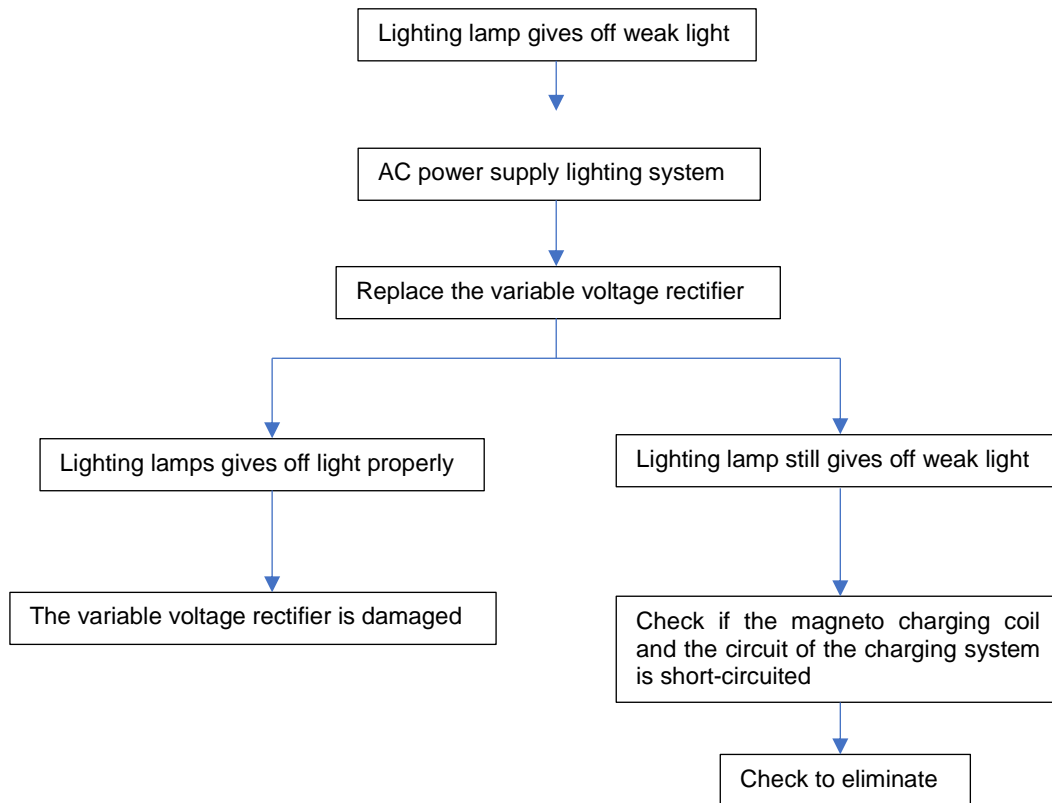 Lighting lamp gives off weak light
AC power supply lighting system
Replace the variable voltage rectifier
Lighting lamps gives off light properly
Lighting lamp still gives off weak light
The variable voltage rectifier is damaged
Check if the magneto charging coil
and the circuit of the charging system
is short-circuited
Check to eliminate